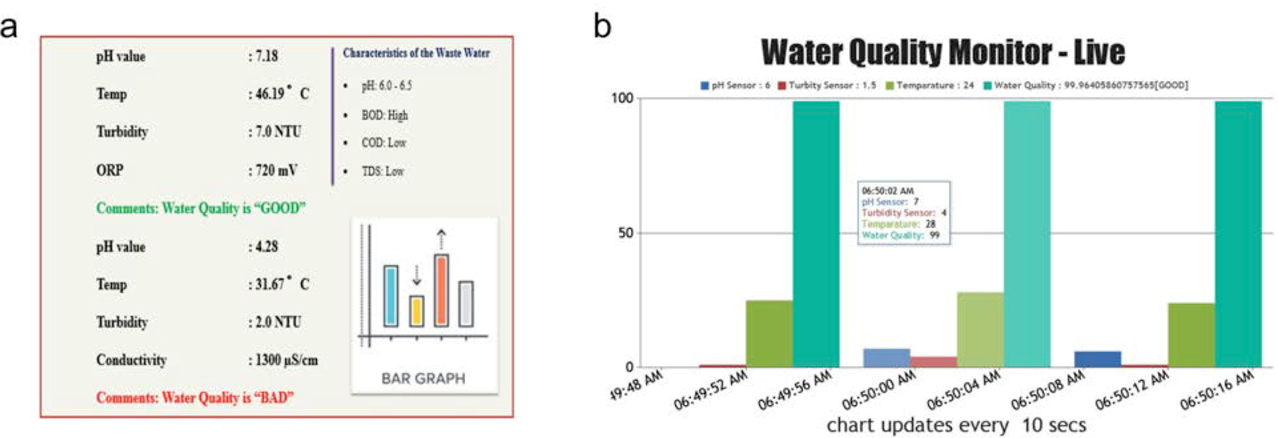 a
pH value : 7.18
Temp : 46.19° C
Turbidity : 7.0 NTU
ORP : 720 mV
Comments: Water Quality is “GOOD”
pH value : 4.28
Temp : 31.67° C
Turbidity : 2.0 NTU
Conductivity : 1300 µS/cm
Comments: Water Quality is “BAD”
Characteristics of the Waste Water
• pH: 6.0 - 6.5
• BOD: High
• COD: Low
• TDS: Low
BAR GRAPH
b
Water Quality Monitor - Live
pH Sensor : 6 Turbity Sensor : 1.5 Temparature : 24 Water Quality : 99.96405860757565[GOOD]
100
50
0
06:50:02 AM
pH Sensor: 7
Turbidity Sensor: 4
Temparature: 28
Water Quality: 99
9:48 AM 06:49:52 AM 06:49:56 AM 06:50:00 AM 06:50:04 AM 06:50:08 AM 06:50:12 AM 06:50:16 AM
chart updates every 10 secs